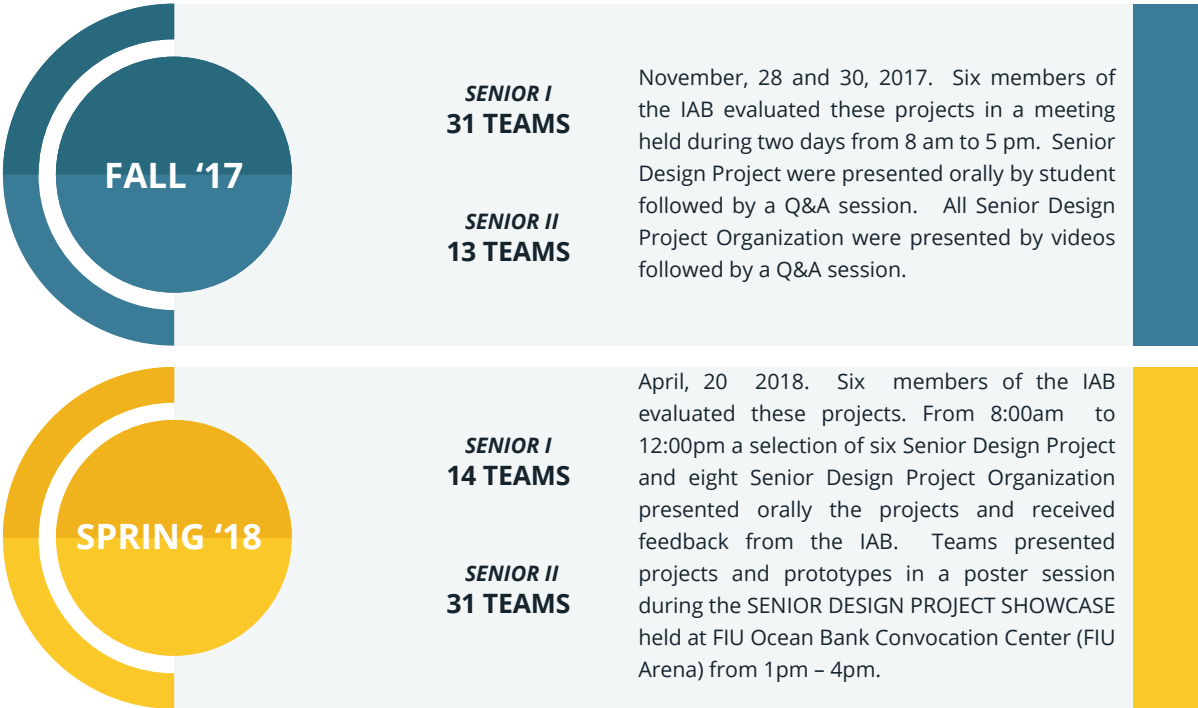 FALL ‘17
SENIOR I
31 TEAMS
SENIOR II
13 TEAMS
November, 28 and 30, 2017. Six members of
the IAB evaluated these projects in a meeting
held during two days from 8 am to 5 pm. Senior
Design Project were presented orally by student
followed by a Q&A session. All Senior Design
Project Organization were presented by videos
followed by a Q&A session.
SPRING ‘18
SENIOR I
14 TEAMS
SENIOR II
31 TEAMS
April, 20 2018. Six members of the IAB
evaluated these projects. From 8:00am to
12:00pm a selection of six Senior Design Project
and eight Senior Design Project Organization
presented orally the projects and received
feedback from the IAB. Teams presented
projects and prototypes in a poster session
during the SENIOR DESIGN PROJECT SHOWCASE
held at FIU Ocean Bank Convocation Center (FIU
Arena) from 1pm – 4pm.